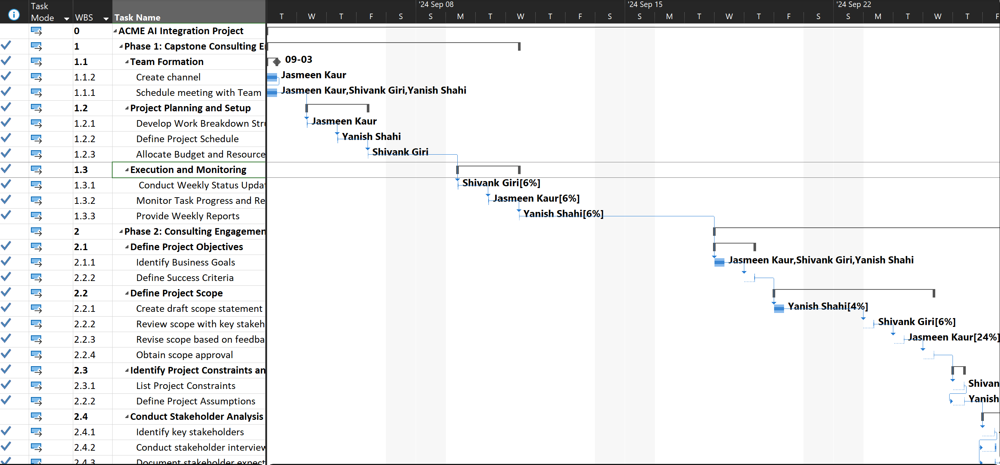 Task Mode WBS Task Name
'24 Sep 08 '24 Sep 15 '24 Sep 22
T W T F S S M T W T F S S M T W T F S S M T W T F
0 ACME AI Integration Project
1 Phase 1: Capstone Consulting E
1.1 Team Formation 09-03
1.1.2 Create channel Jasmeen Kaur
1.1.1 Schedule meeting with Team Jasmeen Kaur,Shivank Giri,Yanish Shahi
1.2 Project Planning and Setup
1.2.1 Develop Work Breakdown Stru Jasmeen Kaur
1.2.2 Define Project Schedule Yanish Shahi
1.2.3 Allocate Budget and Resource Shivank Giri
1.3 Execution and Monitoring
1.3.1 Conduct Weekly Status Updat Shivank Giri[6%]
1.3.2 Monitor Task Progress and Re Jasmeen Kaur[6%]
1.3.3 Provide Weekly Reports Yanish Shahi[6%]
2 Phase 2: Consulting Engagemen
2.1 Define Project Objectives
2.1.1 Identify Business Goals Jasmeen Kaur,Shivank Giri,Yanish Shahi
2.2.2 Define Success Criteria
2.2 Define Project Scope
2.2.1 Create draft scope statement Yanish Shahi[4%]
2.2.2 Review scope with key stakeh Shivank Giri[6%]
2.2.3 Revise scope based on feedba Jasmeen Kaur[24%]
2.2.4 Obtain scope approval
2.3 Identify Project Constraints an
2.3.1 List Project Constraints Shivan
2.2.2 Define Project Assumptions Yanish
2.4 Conduct Stakeholder Analysis
2.4.1 Identify key stakeholders
2.4.2 Conduct stakeholder interview
2.4.3 Document stakeholder expect